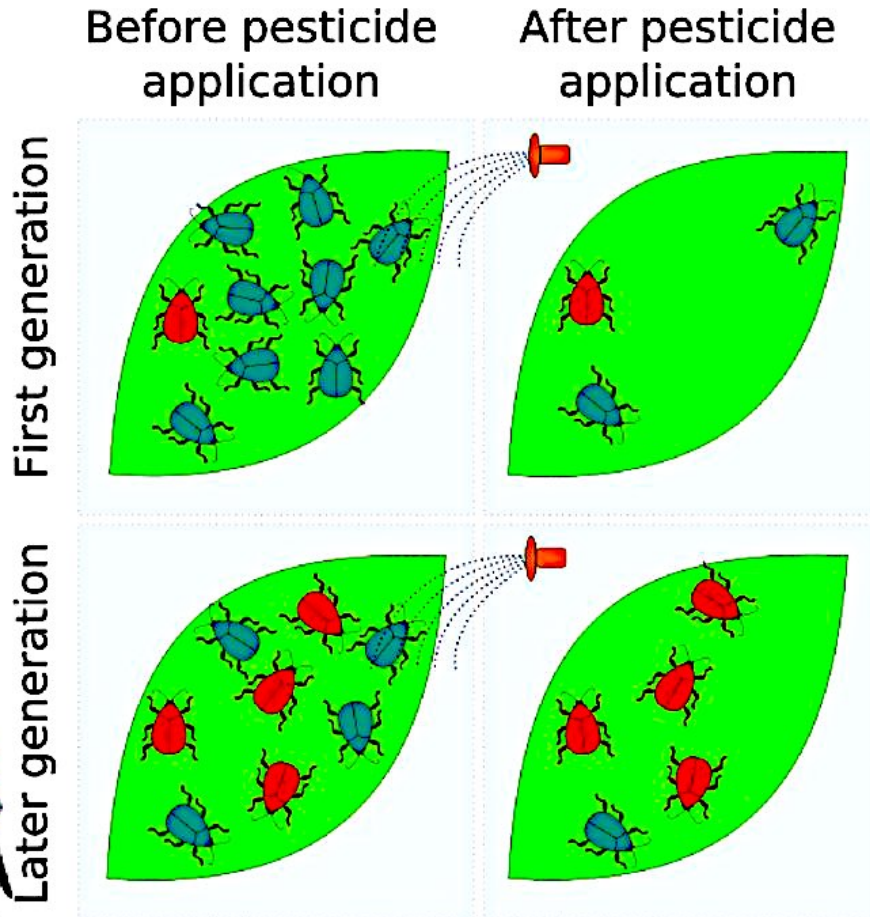 Before pesticide
application
After pesticide
application
First generation
Later generation